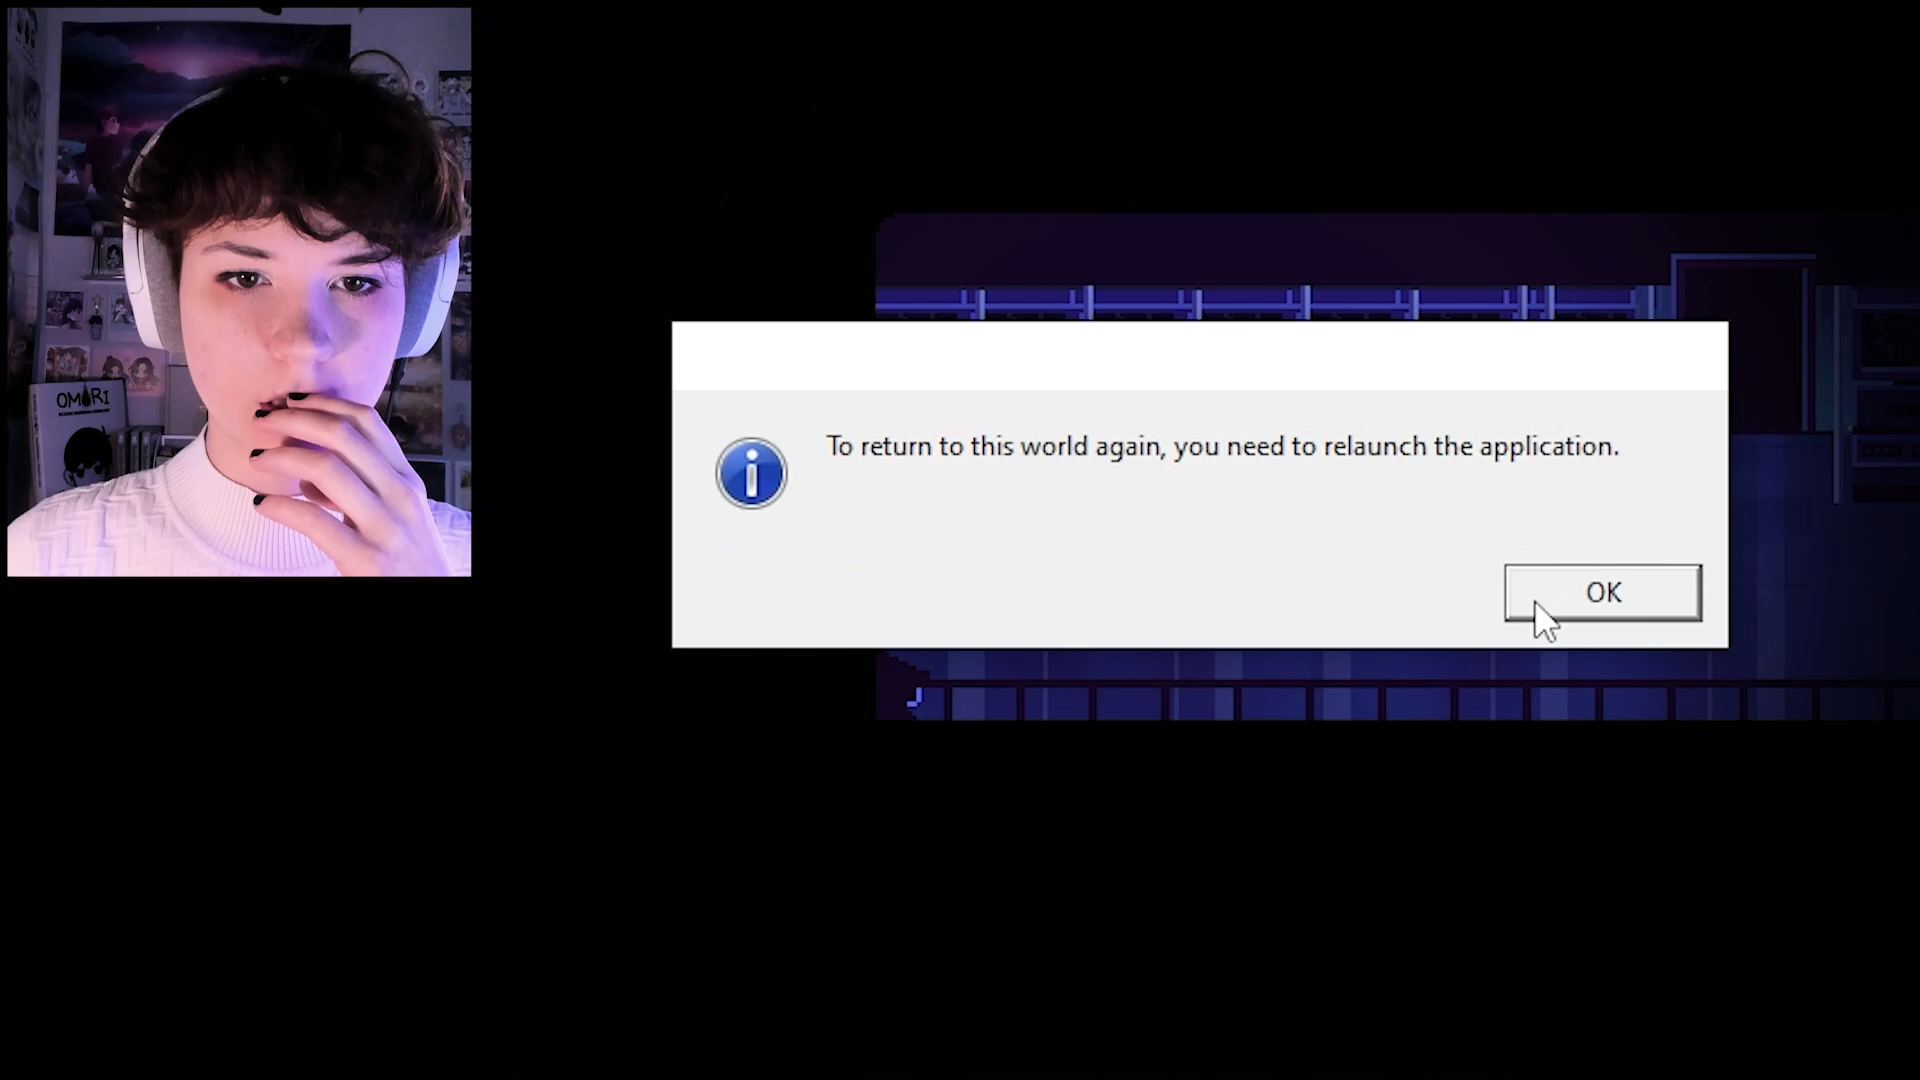 OMORI
To return to this world again, you need to relaunch the application.
OK